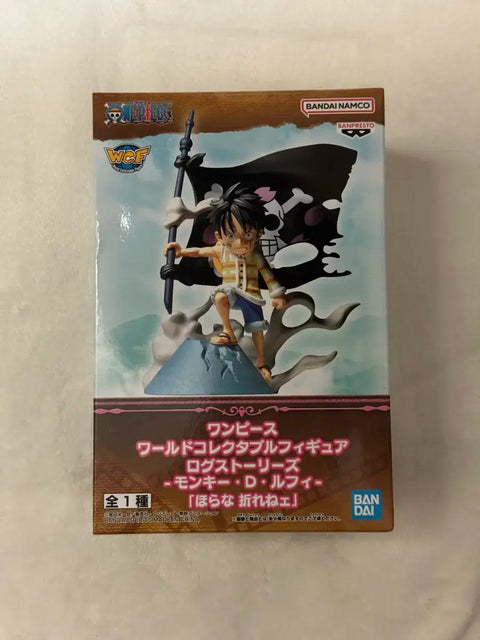 ONE PIECE
BANDAI NAMCO
BANPRESTO
WCF
ワンピース
ワールドコレクタブルフィギュア
ログストーリーズ
-モンキー・D・ルフィ-
「ほらな 折れねェ」
全1種
BAN
DAI